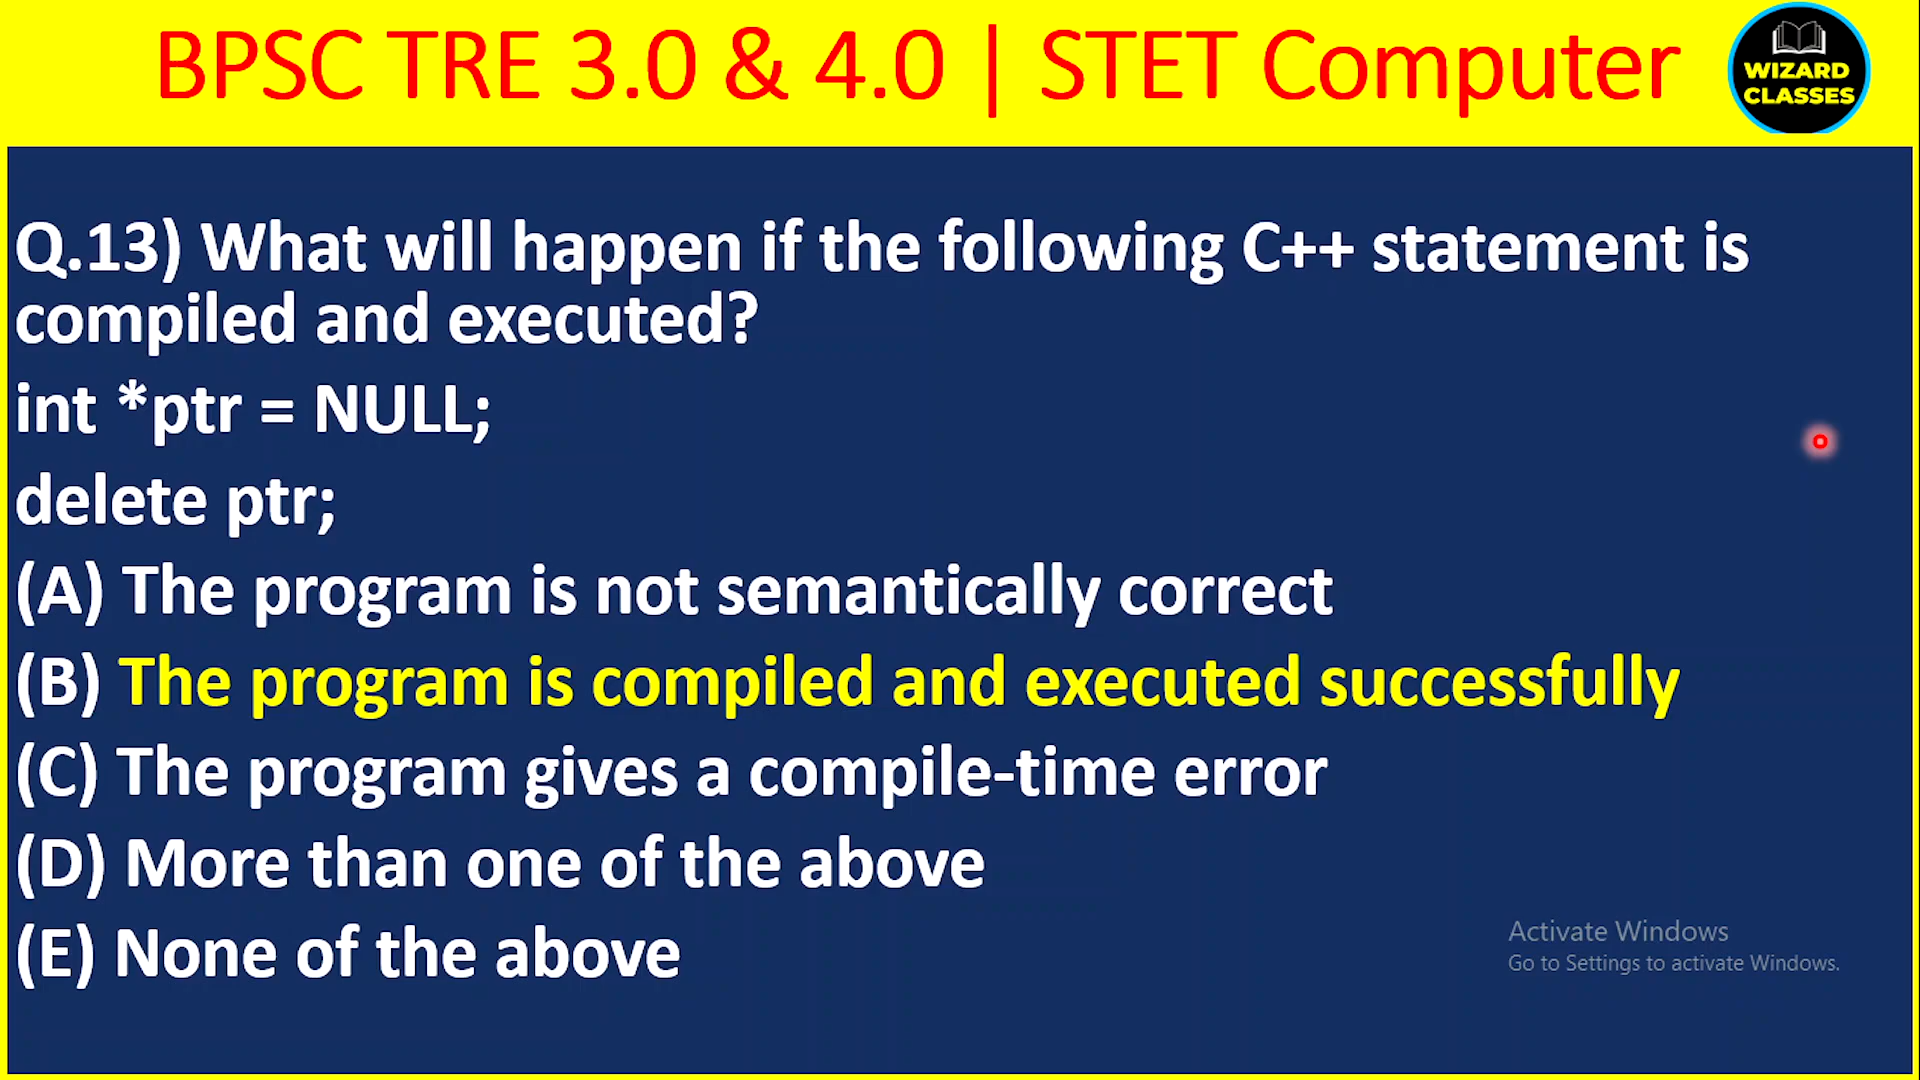 BPSC TRE 3.0 & 4.0 | STET Computer
WIZARD
CLASSES
Q.13) What will happen if the following C++ statement is
compiled and executed?
int *ptr = NULL;
delete ptr;
(A) The program is not semantically correct
(B) The program is compiled and executed successfully
(C) The program gives a compile-time error
(D) More than one of the above
(E) None of the above
Activate Windows
Go to Settings to activate Windows.